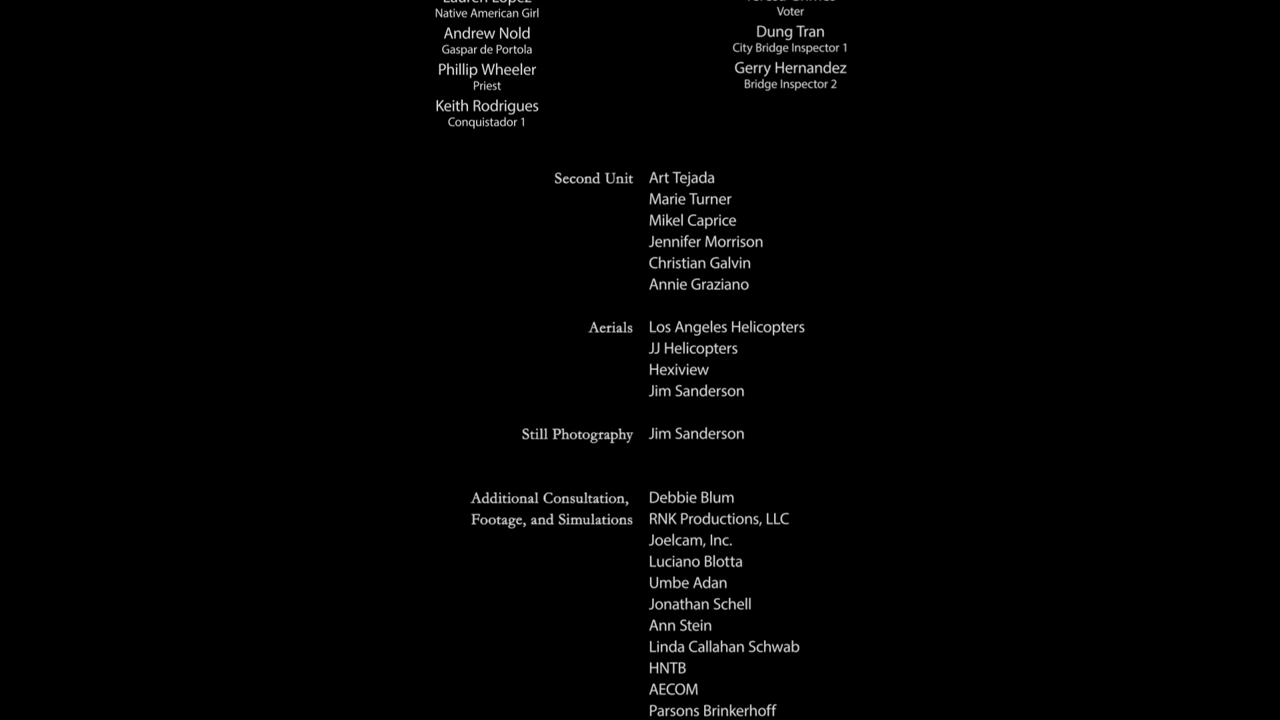 Lauren Lopez
Native American Girl
Andrew Nold
Gaspar de Portola
Phillip Wheeler
Priest
Keith Rodrigues
Conquistador 1
Voter
Dung Tran
City Bridge Inspector 1
Gerry Hernandez
Bridge Inspector 2
Second Unit Art Tejada
Marie Turner
Mikel Caprice
Jennifer Morrison
Christian Galvin
Annie Graziano
Aerials Los Angeles Helicopters
JJ Helicopters
Hexiview
Jim Sanderson
Still Photography Jim Sanderson
Additional Consultation, Debbie Blum
Footage, and Simulations RNK Productions, LLC
Joelcam, Inc.
Luciano Blotta
Umbe Adan
Jonathan Schell
Ann Stein
Linda Callahan Schwab
HNTB
AECOM
Parsons Brinkerhoff